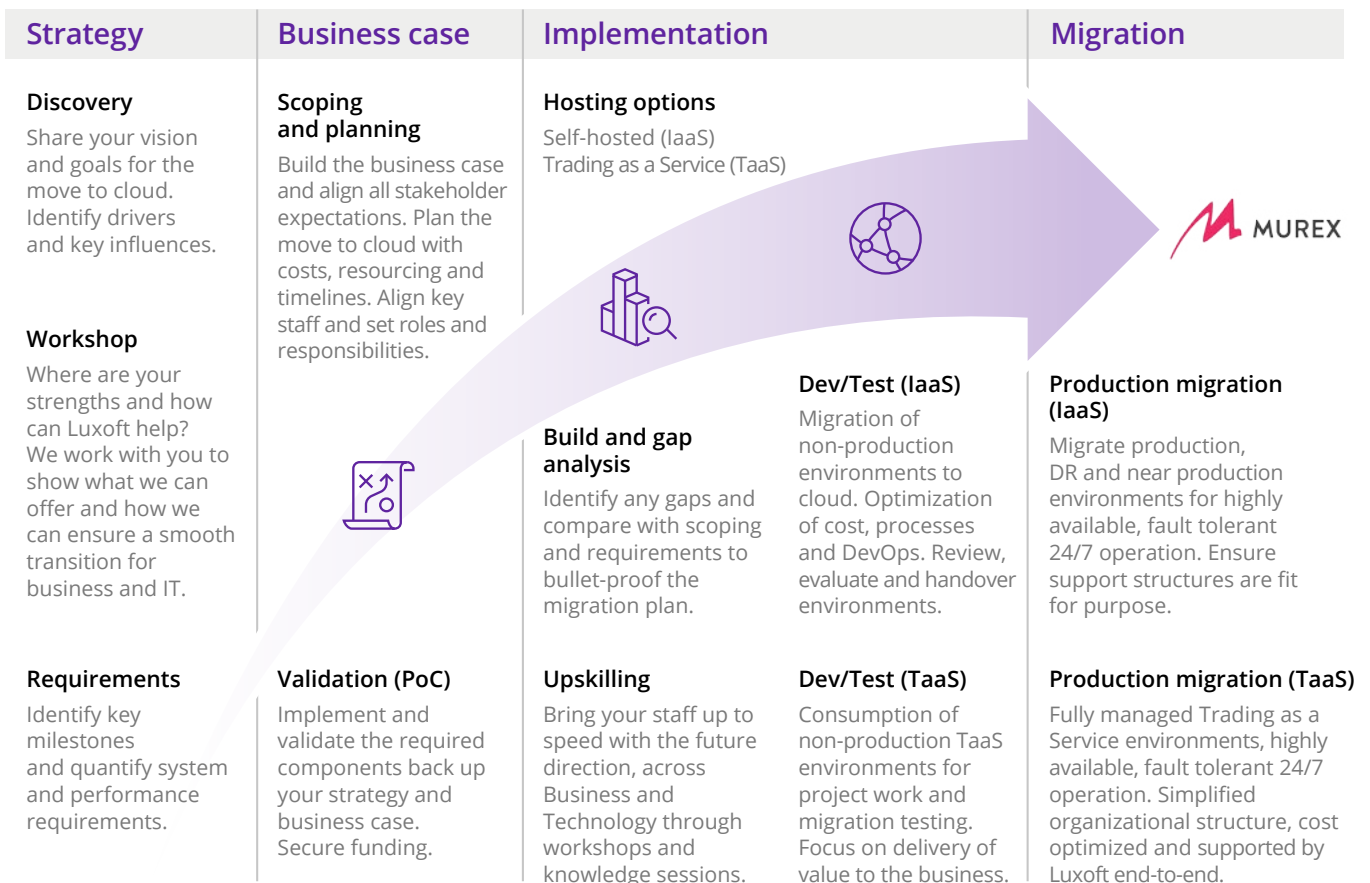 Strategy
Discovery
Share your vision
and goals for the
move to cloud.
Identify drivers
and key influences.
Workshop
Where are your
strengths and how
can Luxoft help?
We work with you to
show what we can
offer and how we
can ensure a smooth
transition for
business and IT.
Requirements
Identify key
milestones
and quantify system
and performance
requirements.
Business case
Scoping
and planning
Build the business case
and align all stakeholder
expectations. Plan the
move to cloud with
costs, resourcing and
timelines. Align key
staff and set roles and
responsibilities.
Validation (PoC)
Implement and
validate the required
components back up
your strategy and
business case.
Secure funding.
Implementation
Hosting options
Self-hosted (IaaS)
Trading as a Service (TaaS)
Build and gap
analysis
Identify any gaps and
compare with scoping
and requirements to
bullet-proof the
migration plan.
Upskilling
Bring your staff up to
speed with the future
direction, across
Business and
Technology through
workshops and
knowledge sessions.
Dev/Test (IaaS)
Migration of
non-production
environments to
cloud. Optimization
of cost, processes
and DevOps. Review,
evaluate and handover
environments.
Dev/Test (TaaS)
Consumption of
non-production TaaS
environments for
project work and
migration testing.
Focus on delivery of
value to the business.
Migration
MUREX
Production migration
(IaaS)
Migrate production,
DR and near production
environments for highly
available, fault tolerant
24/7 operation. Ensure
support structures are fit
for purpose.
Production migration (TaaS)
Fully managed Trading as a
Service environments, highly
available, fault tolerant 24/7
operation. Simplified
organizational structure, cost
optimized and supported by
Luxoft end-to-end.